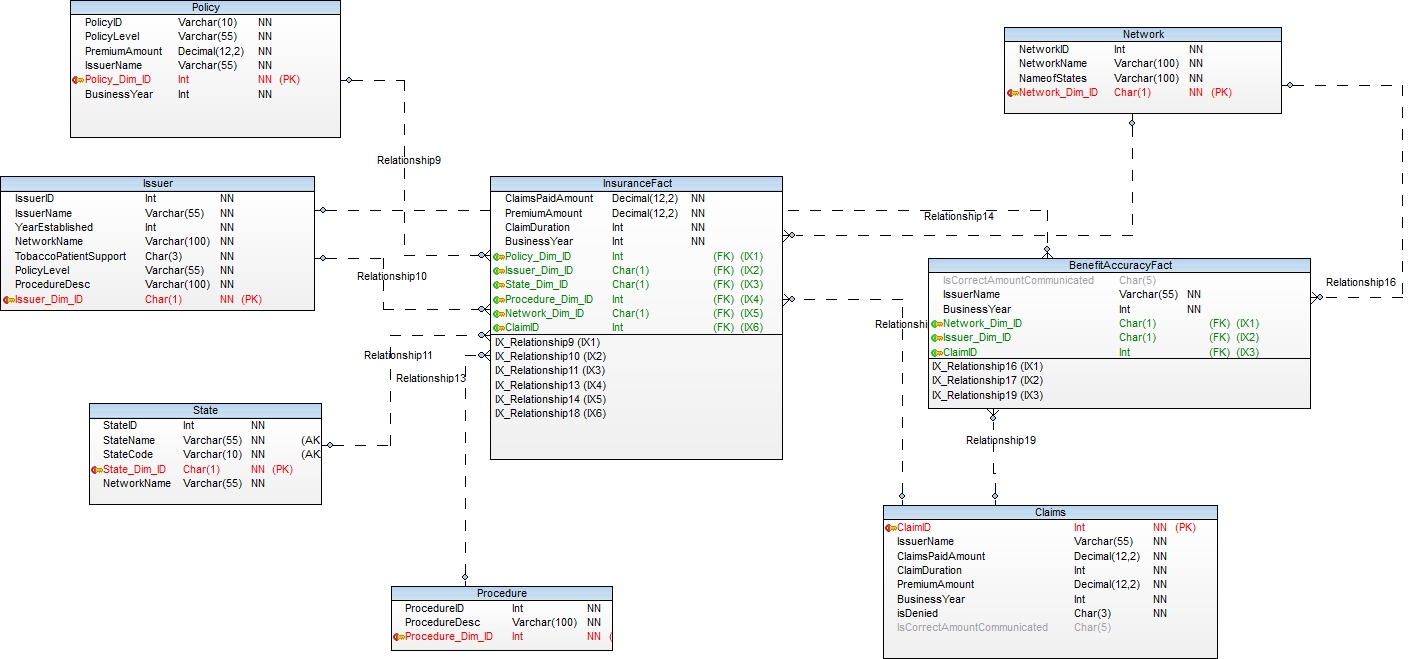 Policy
PolicyID Varchar(10) NN
PolicyLevel Varchar(55) NN
PremiumAmount Decimal(12,2) NN
IssuerName Varchar(55) NN
Policy_Dim_ID Int NN (PK)
BusinessYear Int NN
Network
NetworkID Int NN
NetworkName Varchar(100) NN
NameofStates Varchar(100) NN
Network_Dim_ID Char(1) NN (PK)
Relationship9
Issuer
IssuerID Int NN
IssuerName Varchar(55) NN
YearEstablished Int NN
NetworkName Varchar(100) NN
TobaccoPatientSupport Char(3) NN
PolicyLevel Varchar(55) NN
ProcedureDesc Varchar(100) NN
Issuer_Dim_ID Char(1) NN (PK)
InsuranceFact
ClaimsPaidAmount Decimal(12,2) NN
PremiumAmount Decimal(12,2) NN
ClaimDuration Int NN
BusinessYear Int NN
Policy_Dim_ID Int (FK) (IX1)
Issuer_Dim_ID Char(1) (FK) (IX2)
State_Dim_ID Char(1) (FK) (IX3)
Procedure_Dim_ID Int (FK) (IX4)
Network_Dim_ID Char(1) (FK) (IX5)
ClaimID Int (FK) (IX6)
IX_Relationship9 (IX1)
IX_Relationship10 (IX2)
IX_Relationship11 (IX3)
IX_Relationship13 (IX4)
IX_Relationship14 (IX5)
IX_Relationship18 (IX6)
Relationship14
Relationship10
Relationship16
Relationshi
BenefitAccuracyFact
IsCorrectAmountCommunicated Char(5)
IssuerName Varchar(55) NN
BusinessYear Int NN
Network_Dim_ID Char(1) (FK) (IX1)
Issuer_Dim_ID Char(1) (FK) (IX2)
ClaimID Int (FK) (IX3)
IX_Relationship16 (IX1)
IX_Relationship17 (IX2)
IX_Relationship19 (IX3)
Relationship11
Relationship13
State
StateID Int NN
StateName Varchar(55) NN (AK
StateCode Varchar(10) NN (AK
State_Dim_ID Char(1) NN (PK)
NetworkName Varchar(55) NN
Relationship19
Claims
ClaimID Int NN (PK)
IssuerName Varchar(55) NN
ClaimsPaidAmount Decimal(12,2) NN
ClaimDuration Int NN
PremiumAmount Decimal(12,2) NN
BusinessYear Int NN
isDenied Char(3) NN
IsCorrectAmountCommunicated Char(5)
Procedure
ProcedureID Int NN
ProcedureDesc Varchar(100) NN
Procedure_Dim_ID Int NN (